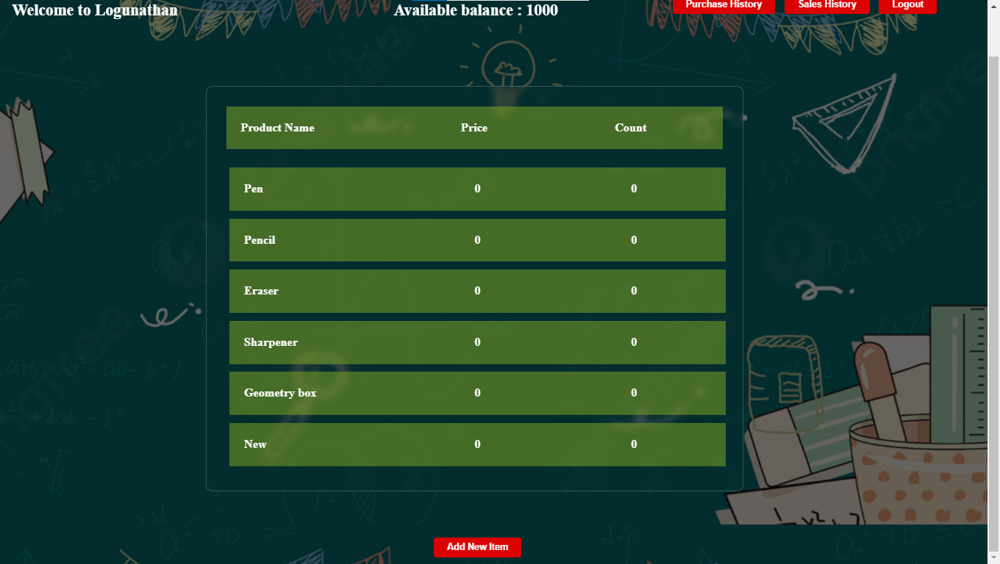 Welcome to Logunathan Available balance : 1000 Purchase History Sales History Logout
Product Name Price Count
Pen 0 0
Pencil 0 0
Eraser 0 0
Sharpener 0 0
Geometry box 0 0
New 0 0
Add New Item